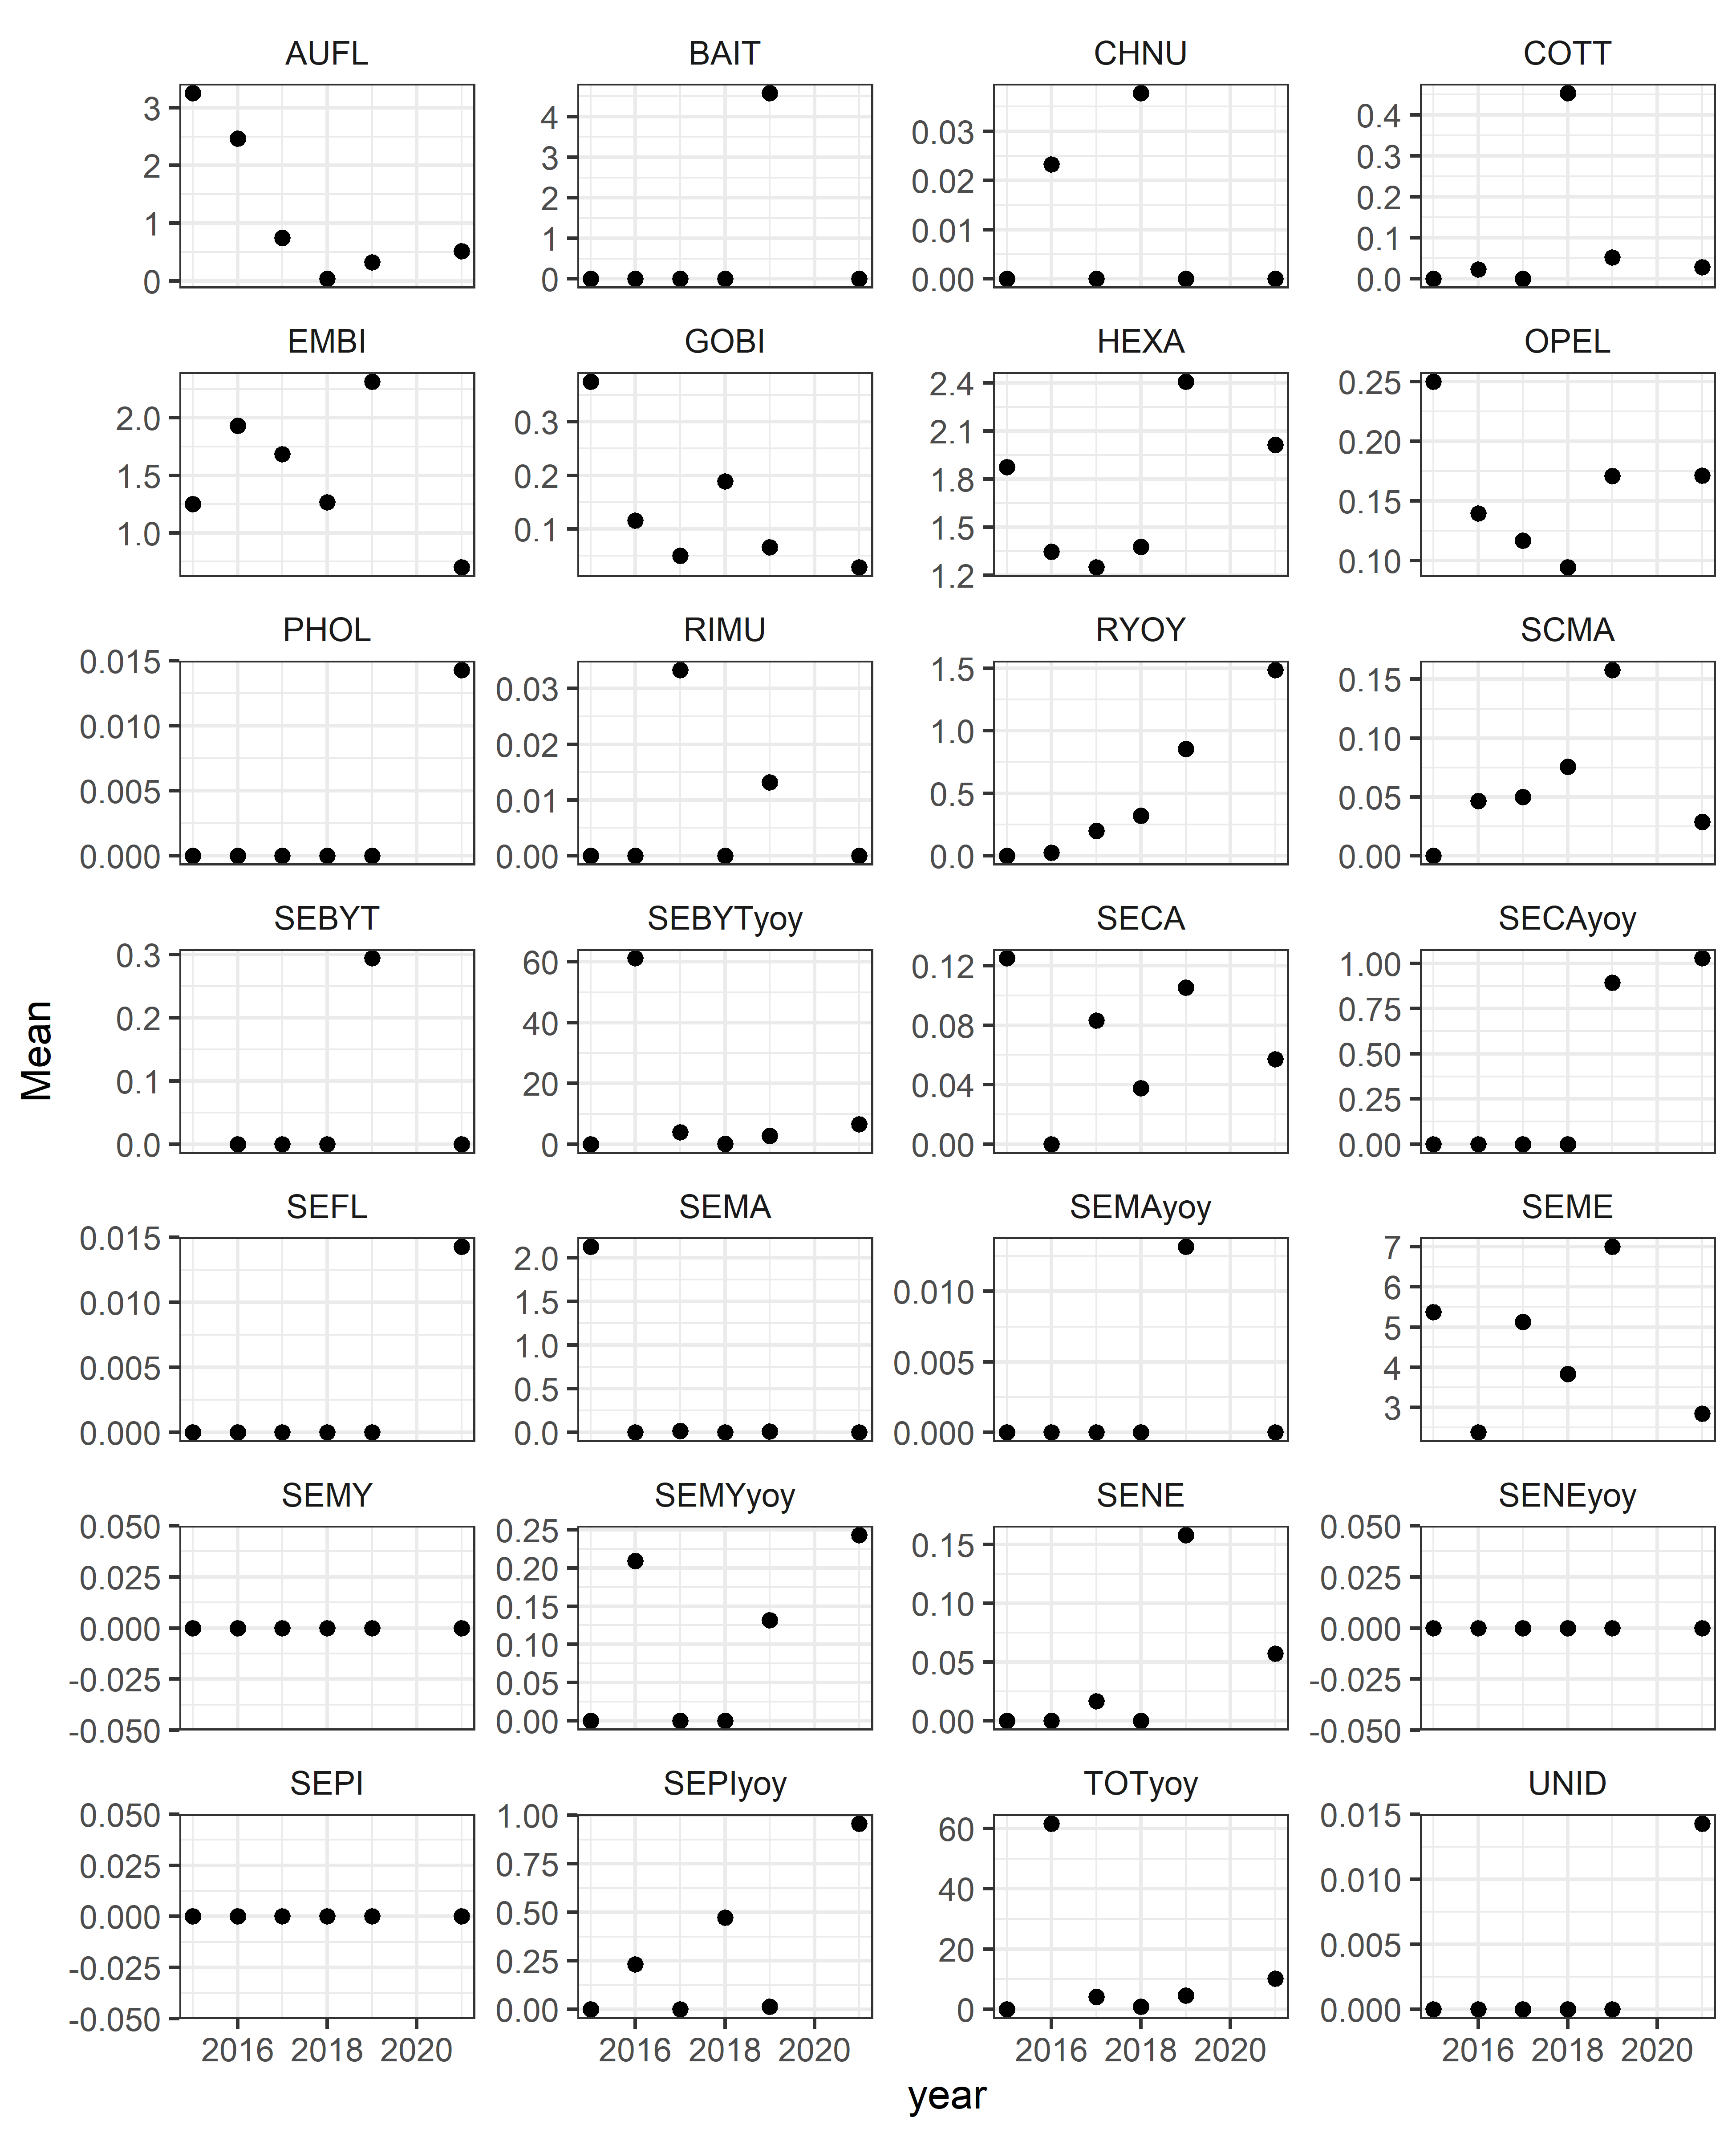 AUFL BAIT CHNU COTT
3 2 1 0
4 3 2 1 0
0.03 0.02 0.01 0.00
0.4 0.3 0.2 0.1 0.0
EMBI GOBI HEXA OPEL
2.0 1.5 1.0
0.3 0.2 0.1
2.4 2.1 1.8 1.5 1.2
0.25 0.20 0.15 0.10
PHOL RIMU RYOY SCMA
0.015 0.010 0.005 0.000
0.03 0.02 0.01 0.00
1.5 1.0 0.5 0.0
0.15 0.10 0.05 0.00
SEBYT SEBYTyoy SECA SECAyoy
0.3 0.2 0.1 0.0
60 40 20 0
0.12 0.08 0.04 0.00
1.00 0.75 0.50 0.25 0.00
Mean
SEFL SEMA SEMAyoy SEME
0.015 0.010 0.005 0.000
2.0 1.5 1.0 0.5 0.0
0.010 0.005 0.000
7 6 5 4 3
SEMY SEMYyoy SENE SENEyoy
0.050 0.025 0.000 -0.025 -0.050
0.25 0.20 0.15 0.10 0.05 0.00
0.15 0.10 0.05 0.00
0.050 0.025 0.000 -0.025 -0.050
SEPI SEPIyoy TOTyoy UNID
0.050 0.025 0.000 -0.025 -0.050
1.00 0.75 0.50 0.25 0.00
60 40 20 0
0.015 0.010 0.005 0.000
2016 2018 2020 2016 2018 2020 2016 2018 2020 2016 2018 2020
year